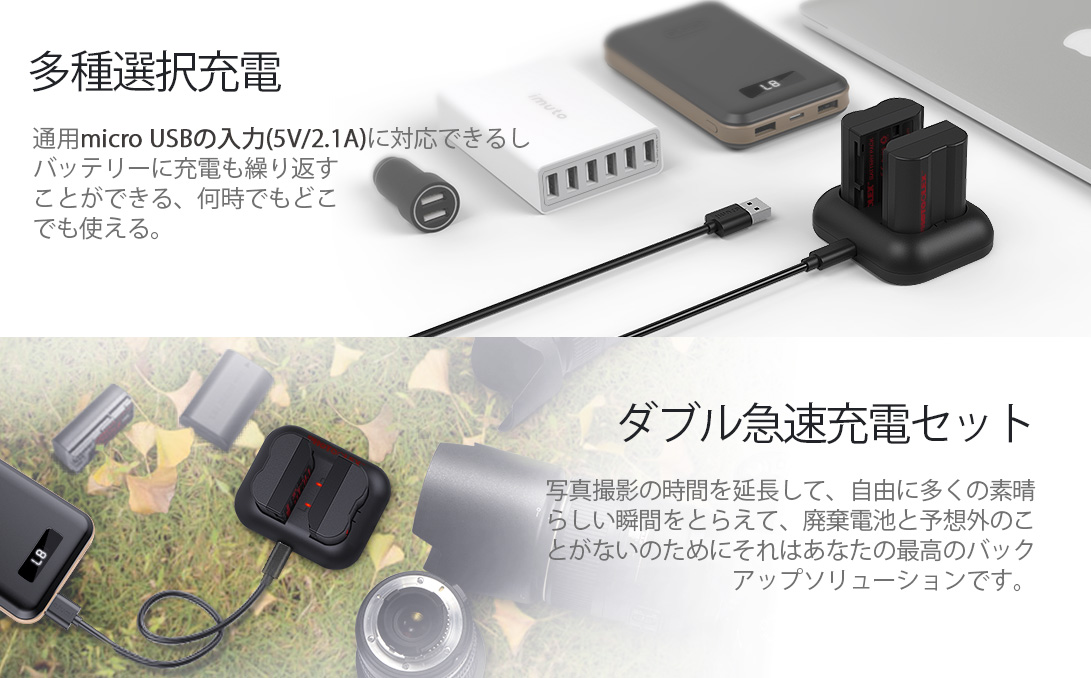 多種選択充電
通用micro USBの入力(5V/2.1A)に対応できるし
バッテリーに充電も繰り返す
ことができる、何時でもどこ
でも使える。
imuto
L8
ダブル急速充電セット
写真撮影の時間を延長して、自由に多くの素晴
らしい瞬間をとらえて、廃棄電池と予想外のこ
とがないのためにそれはあなたの最高のバック
アップソリューションです。
L8